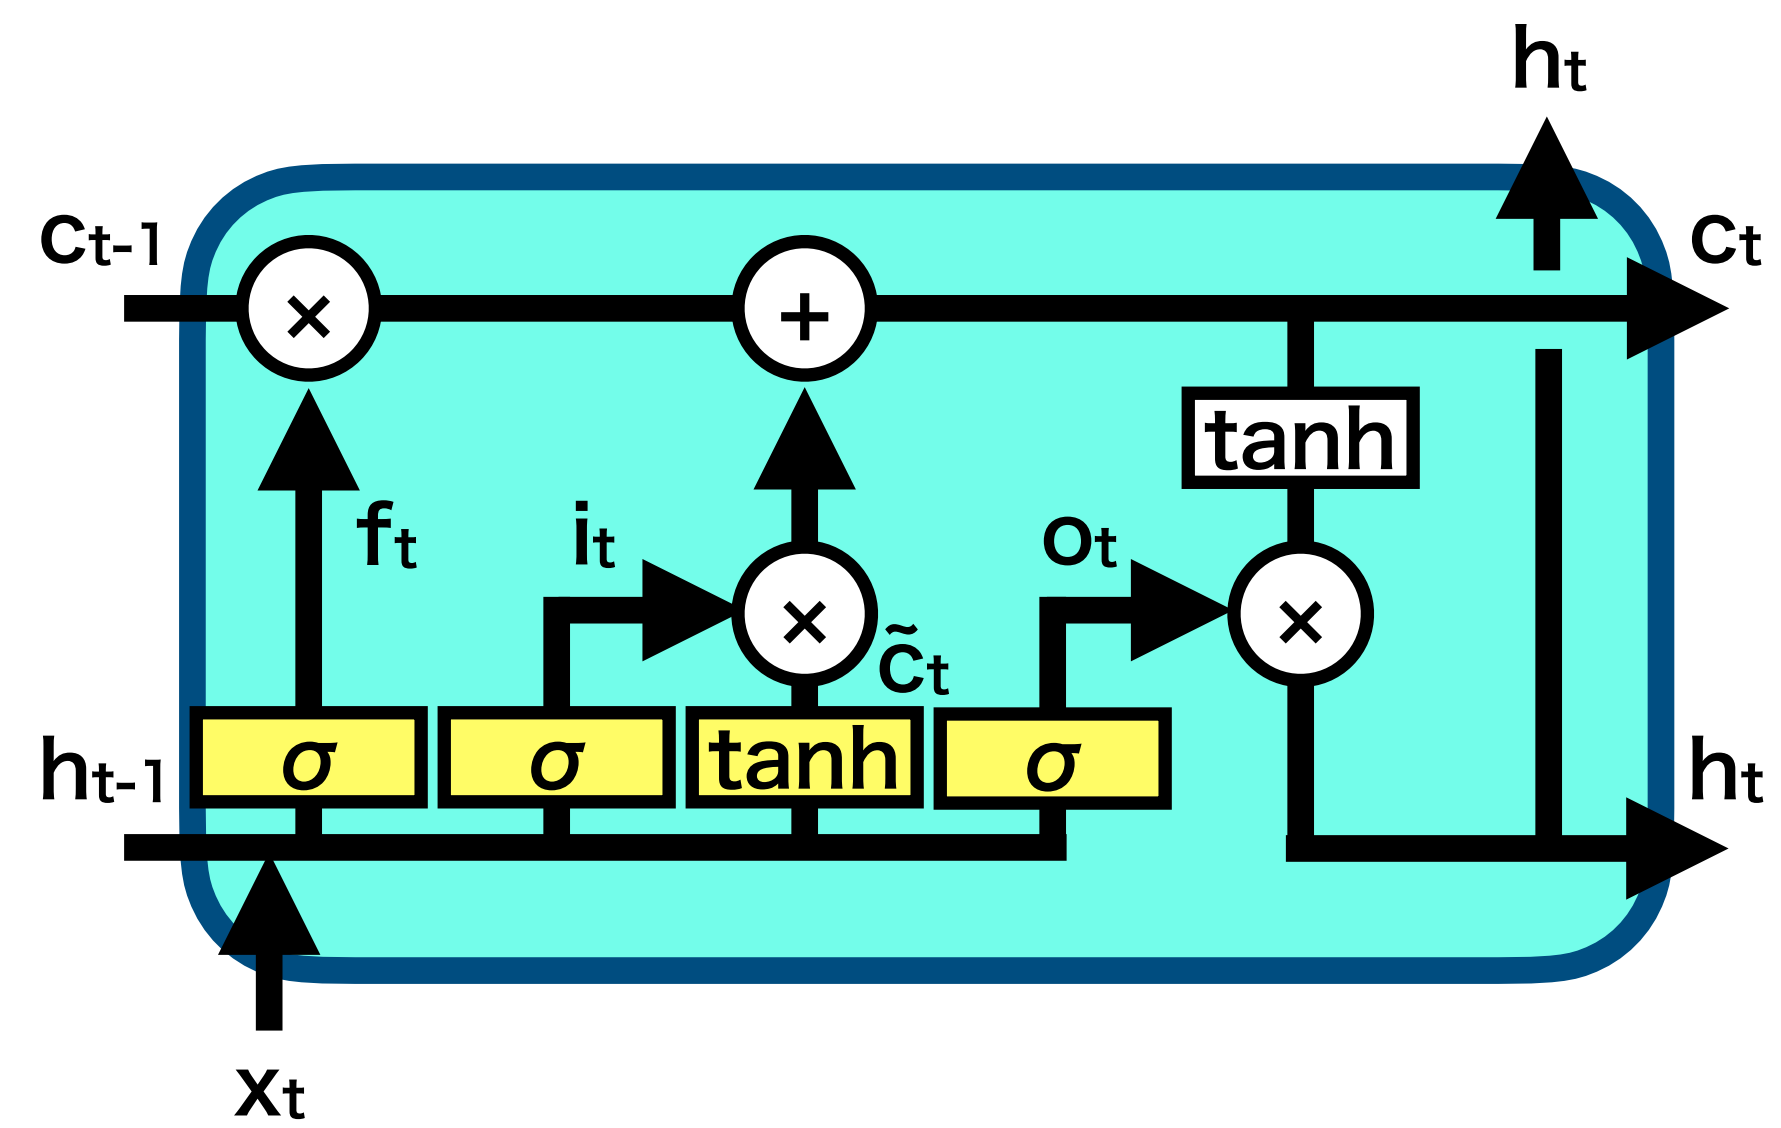 ht
ct-1
ct
×
+
tanh
ft
it
ot
×
×
c̃t
ht-1
σ
σ
tanh
σ
ht
xt